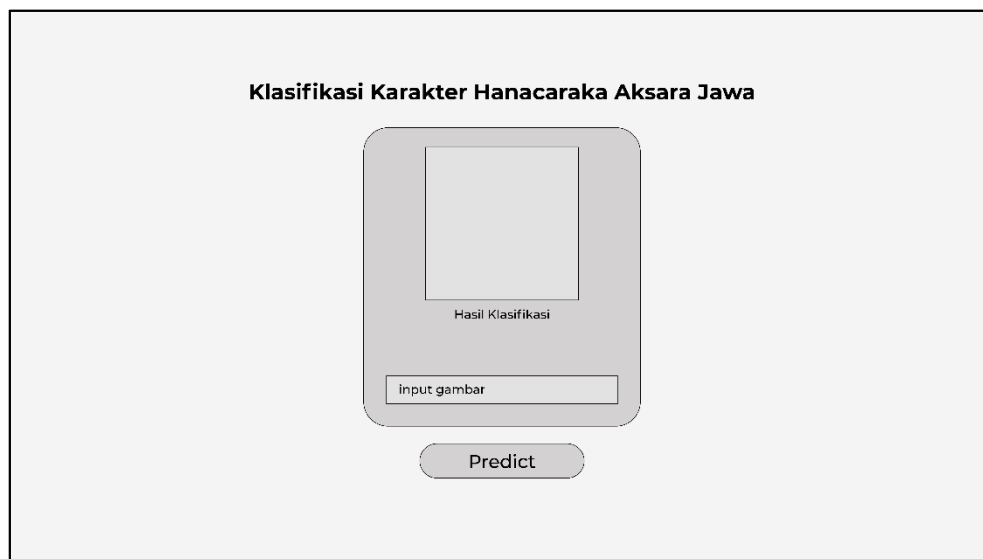 Klasifikasi Karakter Hanacaraka Aksara Jawa
Hasil Klasifikasi
input gambar
Predict